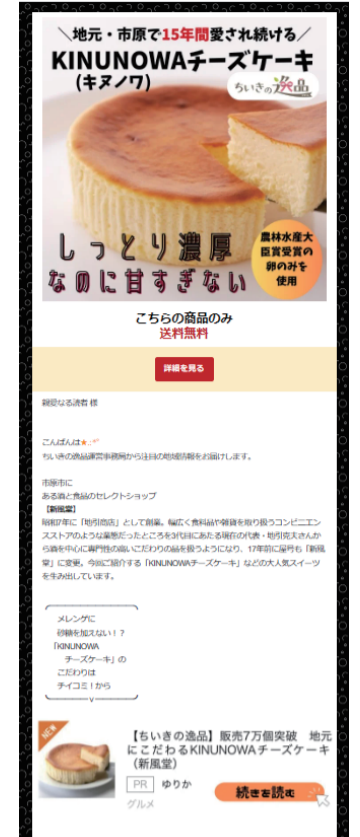 ＼地元・市原で15年間愛され続ける／
KINUNOWAチーズケーキ
(キヌノワ)
ちいきの逸品
しっとり濃厚
なのに甘すぎない
農林水産大
臣賞受賞の
卵のみを
使用
こちらの商品のみ
送料無料
詳細を見る
親愛なる読者 様
こんばんは★.:*°
ちいきの逸品運営事務局から注目の地域情報をお届けします。
市原市に
ある酒と食品のセレクトショップ
【新風堂】
昭和7年に「地引商店」として創業。幅広く食料品や雑貨を取り扱うコンビニエン
スストアのような業態だったところを3代目にあたる現在の代表・地引克夫さんか
ら酒を中心に専門性の高いこだわりの品を扱うようになり、17年前に屋号も「新風
堂」に変更。今回ご紹介する「KINUNOWAチーズケーキ」などの大人気スイーツ
を生み出しています。
メレンゲに
砂糖を加えない！？
「KINUNOWA
チーズケーキ」の
こだわりは
チイコミ！から
NEW
【ちいきの逸品】販売7万個突破　地元
にこだわるKINUNOWAチーズケーキ
（新風堂）
PR ゆりか
グルメ
続きを読む